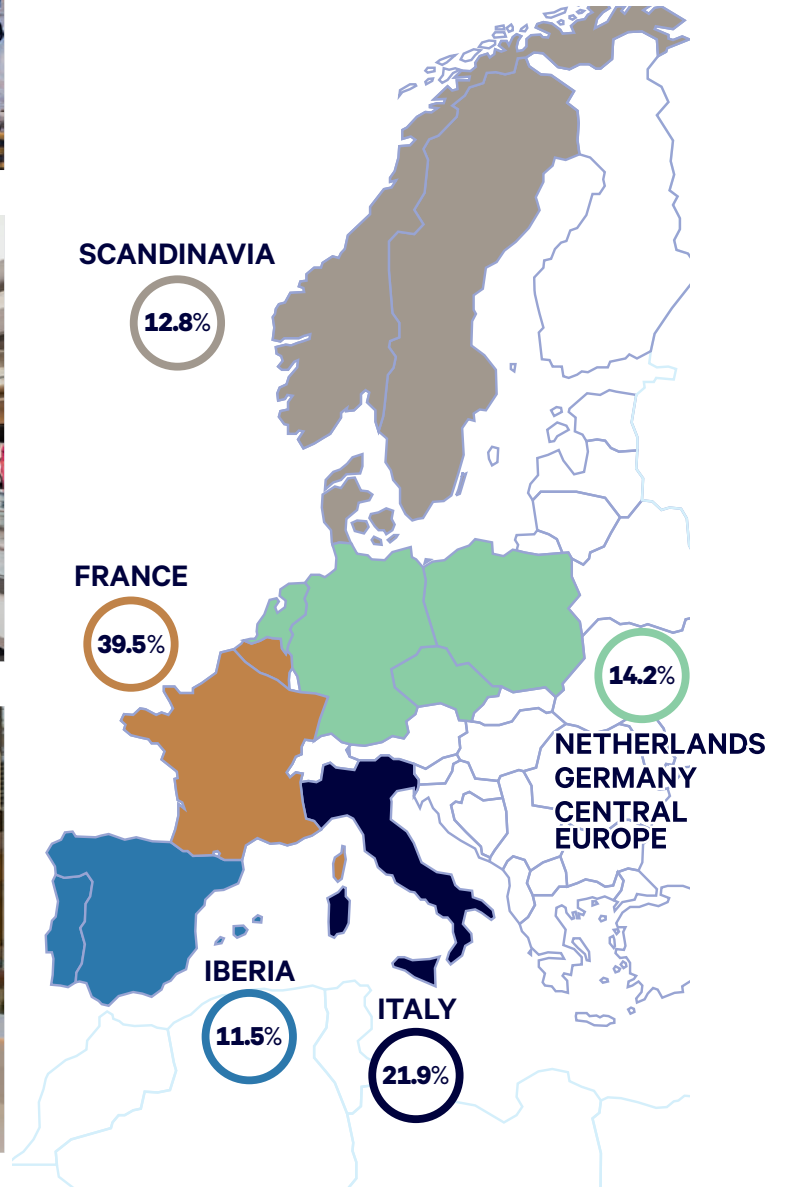 SCANDINAVIA
12.8%
FRANCE
39.5%
14.2%
NETHERLANDS
GERMANY
CENTRAL
EUROPE
IBERIA
11.5%
ITALY
21.9%